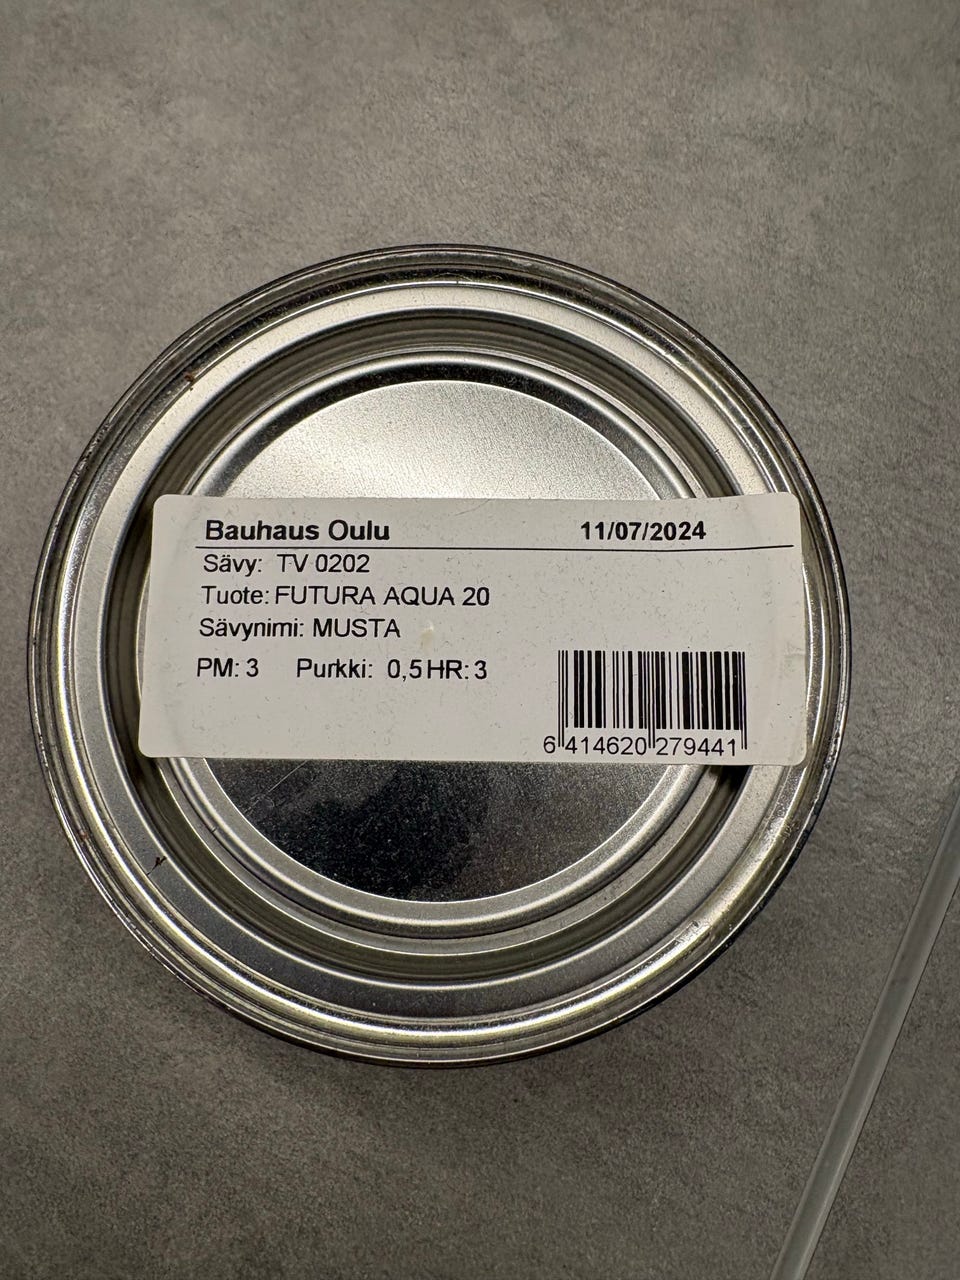 Bauhaus Oulu 11/07/2024
Sävy: TV 0202
Tuote: FUTURA AQUA 20
Sävynimi: MUSTA
PM: 3 Purkki: 0,5 HR: 3
6 414620 279441